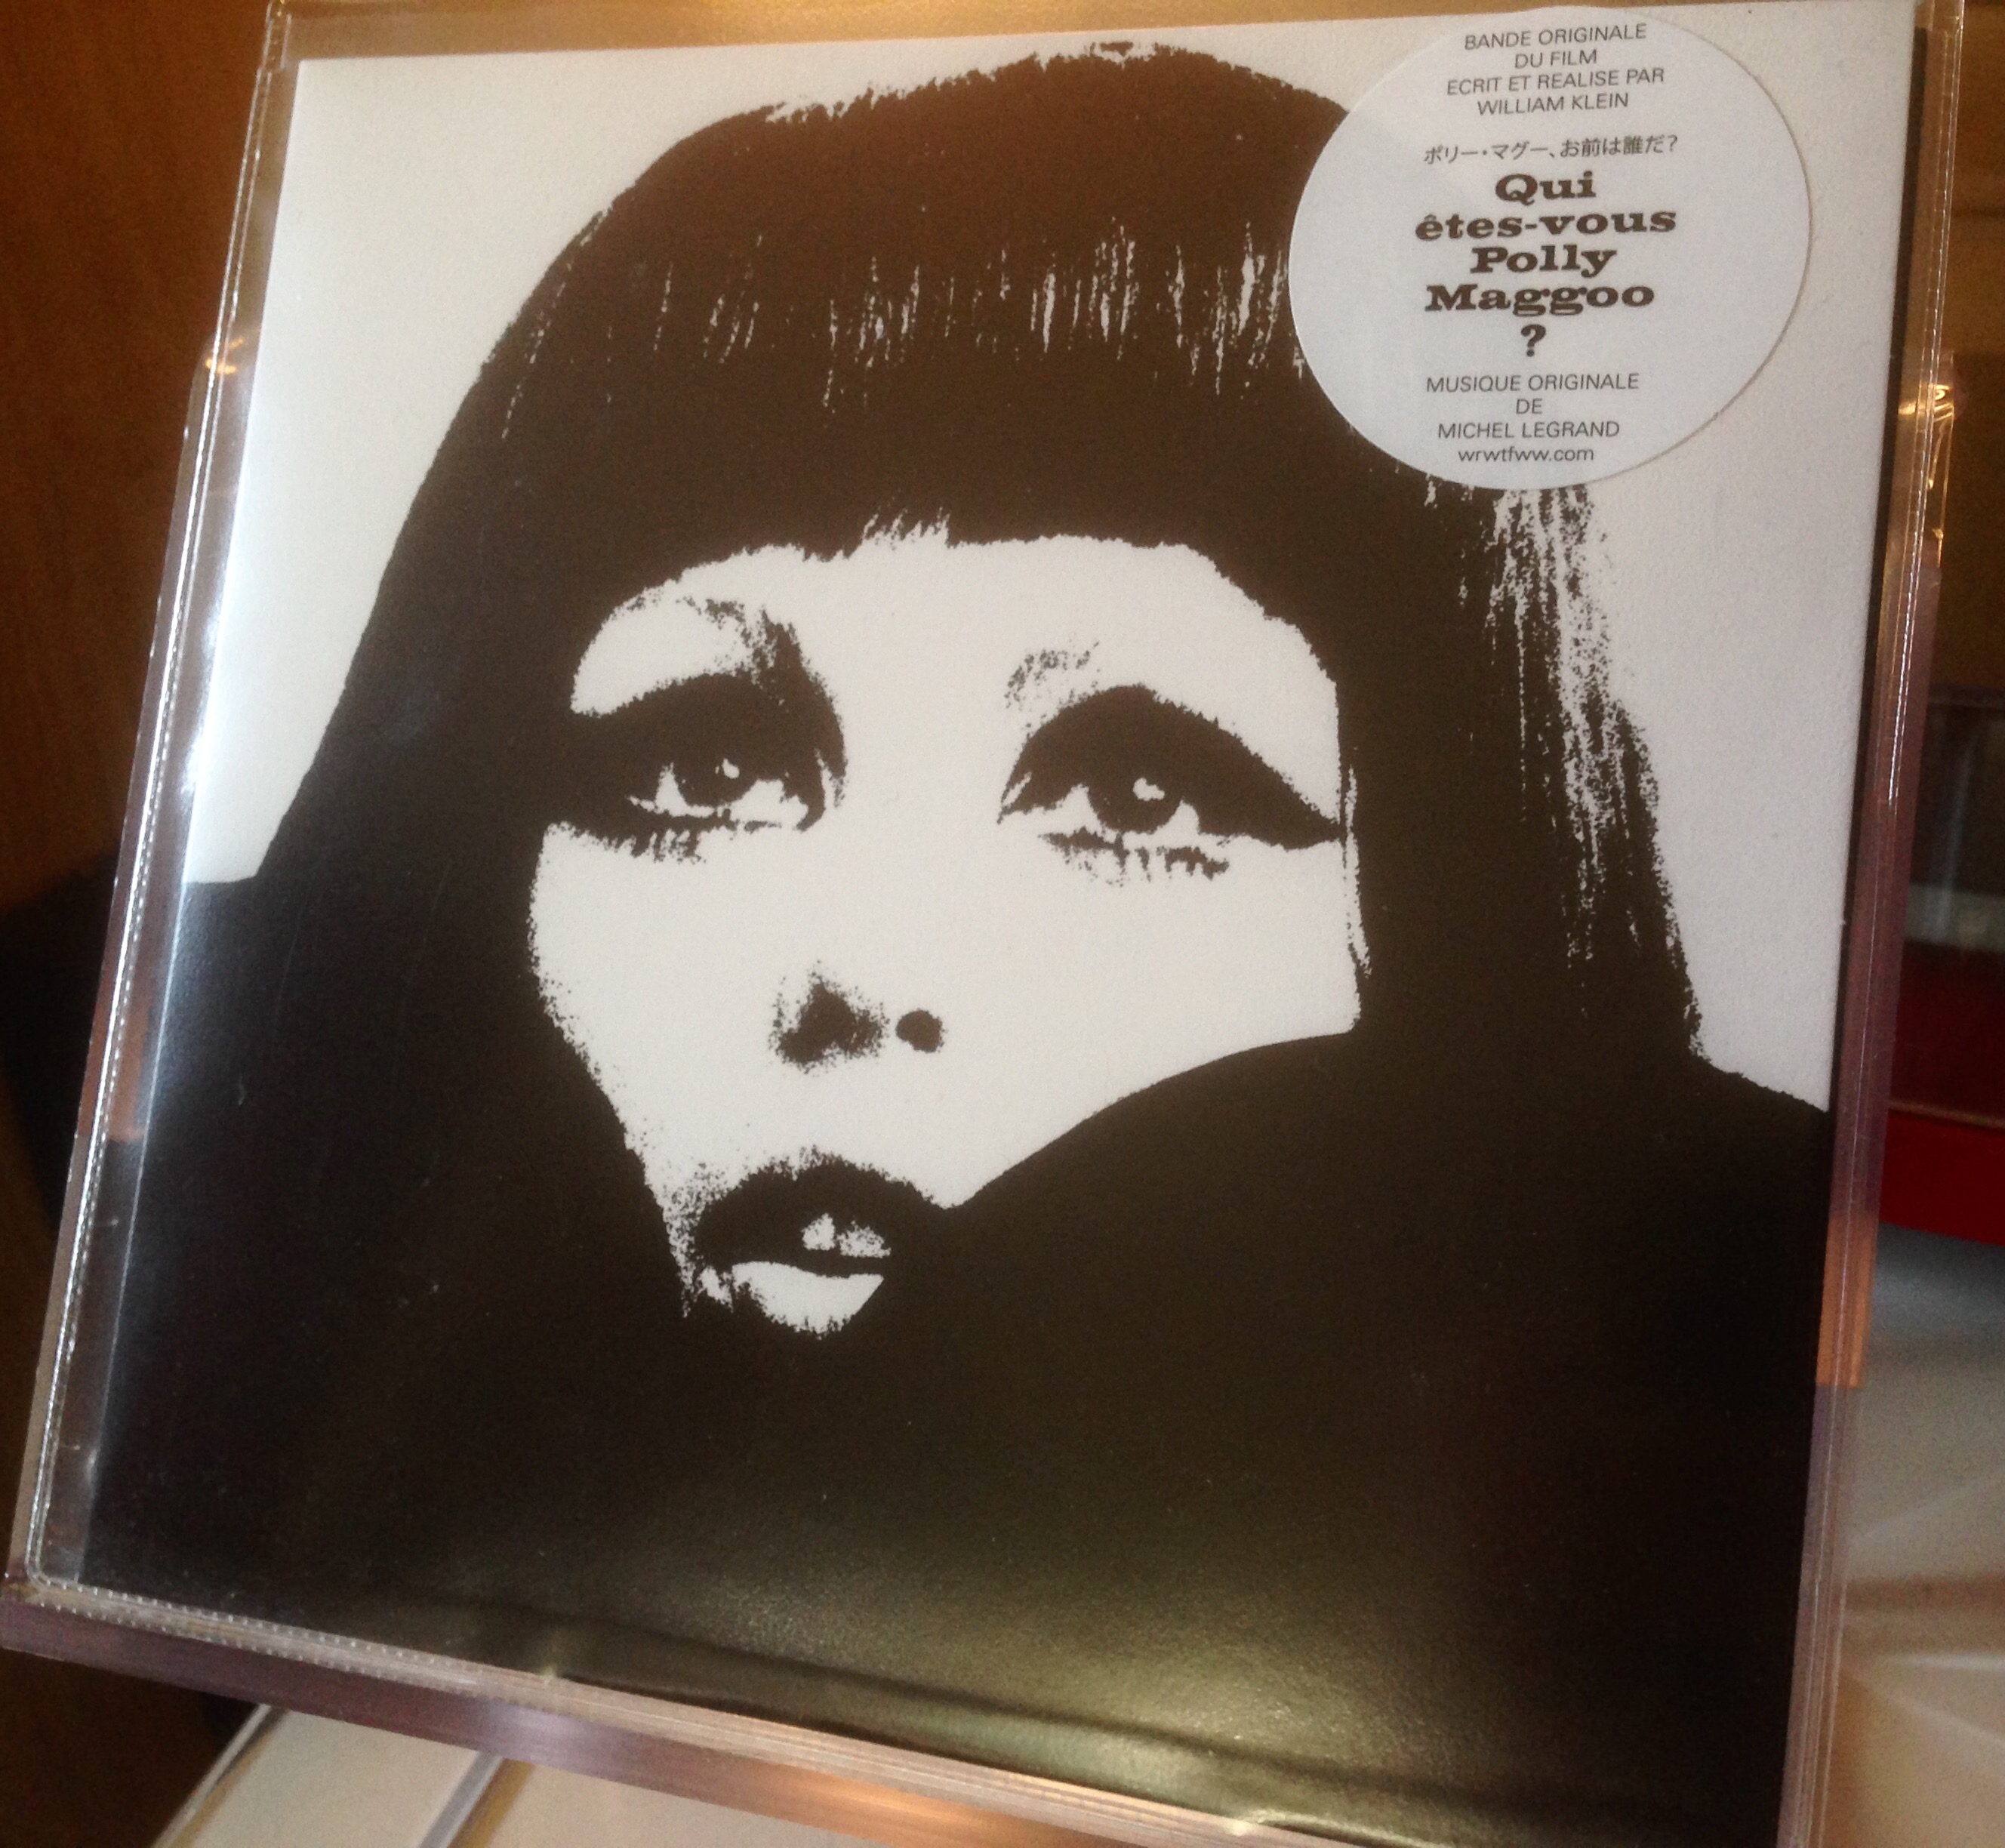 BANDE ORIGINALE
DU FILM
ECRIT ET REALISE PAR
WILLIAM KLEIN
ポリー・マグー、お前は誰だ?
Qui
êtes-vous
Polly
Maggoo
?
MUSIQUE ORIGINALE
DE
MICHEL LEGRAND
wrwtfww.com